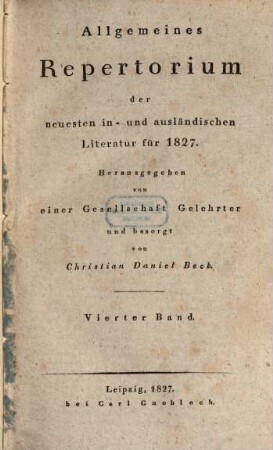 Allgemeines
Repertorium
der
neuesten in- und ausländischen
Literatur für 1827.
Herausgegeben
von
einer Gesellschaft Gelehrter
und besorgt
von
Christian Daniel Beck.
Vierter Band.
Leipzig, 1827.
bei Carl Cnobloch.